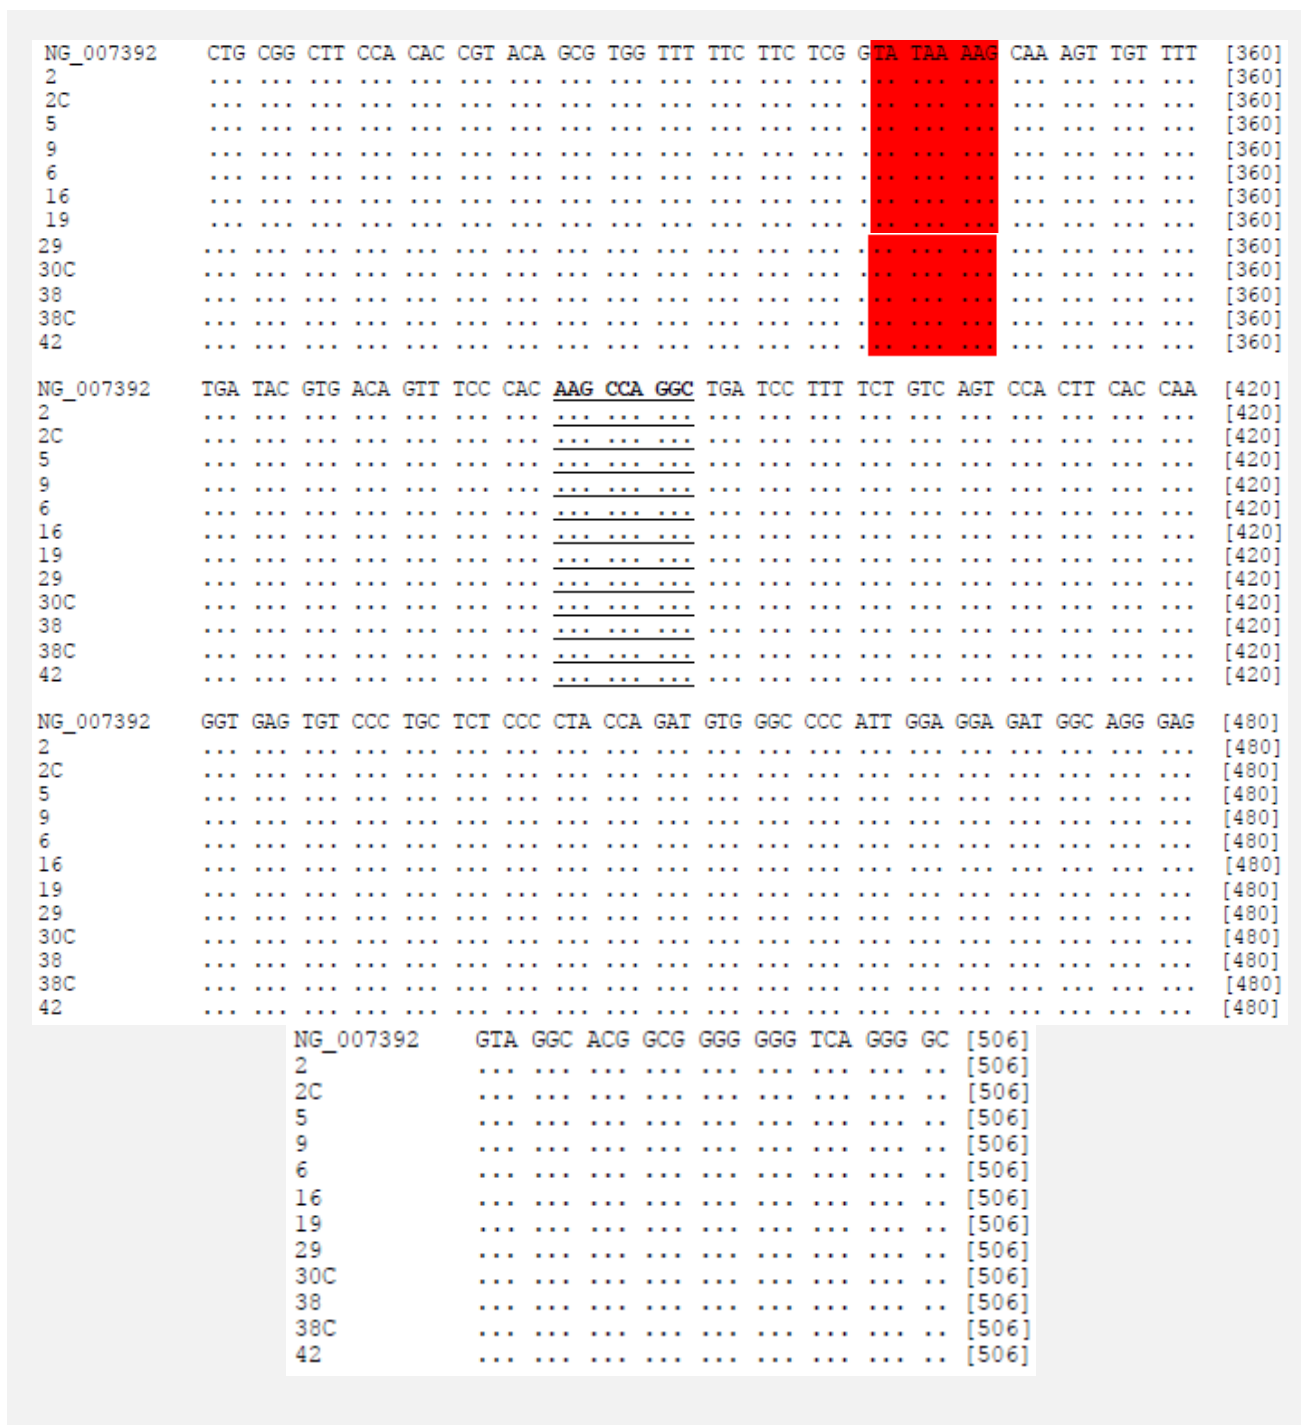 NG_007392 CTG CGG CTT CCA CAC CGT ACA GCG TGG TTT TTC TTC TCG GTA TAA AAG CAA AGT TGT TTT [360]
2 ... ... ... ... ... ... ... ... ... ... ... ... ... ... ... ... ... ... ... ... [360]
2C ... ... ... ... ... ... ... ... ... ... ... ... ... ... ... ... ... ... ... ... [360]
5 ... ... ... ... ... ... ... ... ... ... ... ... ... ... ... ... ... ... ... ... [360]
9 ... ... ... ... ... ... ... ... ... ... ... ... ... ... ... ... ... ... ... ... [360]
6 ... ... ... ... ... ... ... ... ... ... ... ... ... ... ... ... ... ... ... ... [360]
16 ... ... ... ... ... ... ... ... ... ... ... ... ... ... ... ... ... ... ... ... [360]
19 ... ... ... ... ... ... ... ... ... ... ... ... ... ... ... ... ... ... ... ... [360]
29 ... ... ... ... ... ... ... ... ... ... ... ... ... ... ... ... ... ... ... ... [360]
30C ... ... ... ... ... ... ... ... ... ... ... ... ... ... ... ... ... ... ... ... [360]
38 ... ... ... ... ... ... ... ... ... ... ... ... ... ... ... ... ... ... ... ... [360]
38C ... ... ... ... ... ... ... ... ... ... ... ... ... ... ... ... ... ... ... ... [360]
42 ... ... ... ... ... ... ... ... ... ... ... ... ... ... ... ... ... ... ... ... [360]
NG_007392 TGA TAC GTG ACA GTT TCC CAC AAG CCA GGC TGA TCC TTT TCT GTC AGT CCA CTT CAC CAA [420]
2 ... ... ... ... ... ... ... ... ... ... ... ... ... ... ... ... ... ... ... ... [420]
2C ... ... ... ... ... ... ... ... ... ... ... ... ... ... ... ... ... ... ... ... [420]
5 ... ... ... ... ... ... ... ... ... ... ... ... ... ... ... ... ... ... ... ... [420]
9 ... ... ... ... ... ... ... ... ... ... ... ... ... ... ... ... ... ... ... ... [420]
6 ... ... ... ... ... ... ... ... ... ... ... ... ... ... ... ... ... ... ... ... [420]
16 ... ... ... ... ... ... ... ... ... ... ... ... ... ... ... ... ... ... ... ... [420]
19 ... ... ... ... ... ... ... ... ... ... ... ... ... ... ... ... ... ... ... ... [420]
29 ... ... ... ... ... ... ... ... ... ... ... ... ... ... ... ... ... ... ... ... [420]
30C ... ... ... ... ... ... ... ... ... ... ... ... ... ... ... ... ... ... ... ... [420]
38 ... ... ... ... ... ... ... ... ... ... ... ... ... ... ... ... ... ... ... ... [420]
38C ... ... ... ... ... ... ... ... ... ... ... ... ... ... ... ... ... ... ... ... [420]
42 ... ... ... ... ... ... ... ... ... ... ... ... ... ... ... ... ... ... ... ... [420]
NG_007392 GGT GAG TGT CCC TGC TCT CCC CTA CCA GAT GTG GGC CCC ATT GGA GGA GAT GGC AGG GAG [480]
2 ... ... ... ... ... ... ... ... ... ... ... ... ... ... ... ... ... ... ... ... [480]
2C ... ... ... ... ... ... ... ... ... ... ... ... ... ... ... ... ... ... ... ... [480]
5 ... ... ... ... ... ... ... ... ... ... ... ... ... ... ... ... ... ... ... ... [480]
9 ... ... ... ... ... ... ... ... ... ... ... ... ... ... ... ... ... ... ... ... [480]
6 ... ... ... ... ... ... ... ... ... ... ... ... ... ... ... ... ... ... ... ... [480]
16 ... ... ... ... ... ... ... ... ... ... ... ... ... ... ... ... ... ... ... ... [480]
19 ... ... ... ... ... ... ... ... ... ... ... ... ... ... ... ... ... ... ... ... [480]
29 ... ... ... ... ... ... ... ... ... ... ... ... ... ... ... ... ... ... ... ... [480]
30C ... ... ... ... ... ... ... ... ... ... ... ... ... ... ... ... ... ... ... ... [480]
38 ... ... ... ... ... ... ... ... ... ... ... ... ... ... ... ... ... ... ... ... [480]
38C ... ... ... ... ... ... ... ... ... ... ... ... ... ... ... ... ... ... ... ... [480]
42 ... ... ... ... ... ... ... ... ... ... ... ... ... ... ... ... ... ... ... ... [480]
NG_007392 GTA GGC ACG GCG GGG GGG TCA GGG GC [506]
2 ... ... ... ... ... ... ... ... .. [506]
2C ... ... ... ... ... ... ... ... .. [506]
5 ... ... ... ... ... ... ... ... .. [506]
9 ... ... ... ... ... ... ... ... .. [506]
6 ... ... ... ... ... ... ... ... .. [506]
16 ... ... ... ... ... ... ... ... .. [506]
19 ... ... ... ... ... ... ... ... .. [506]
29 ... ... ... ... ... ... ... ... .. [506]
30C ... ... ... ... ... ... ... ... .. [506]
38 ... ... ... ... ... ... ... ... .. [506]
38C ... ... ... ... ... ... ... ... .. [506]
42 ... ... ... ... ... ... ... ... .. [506]